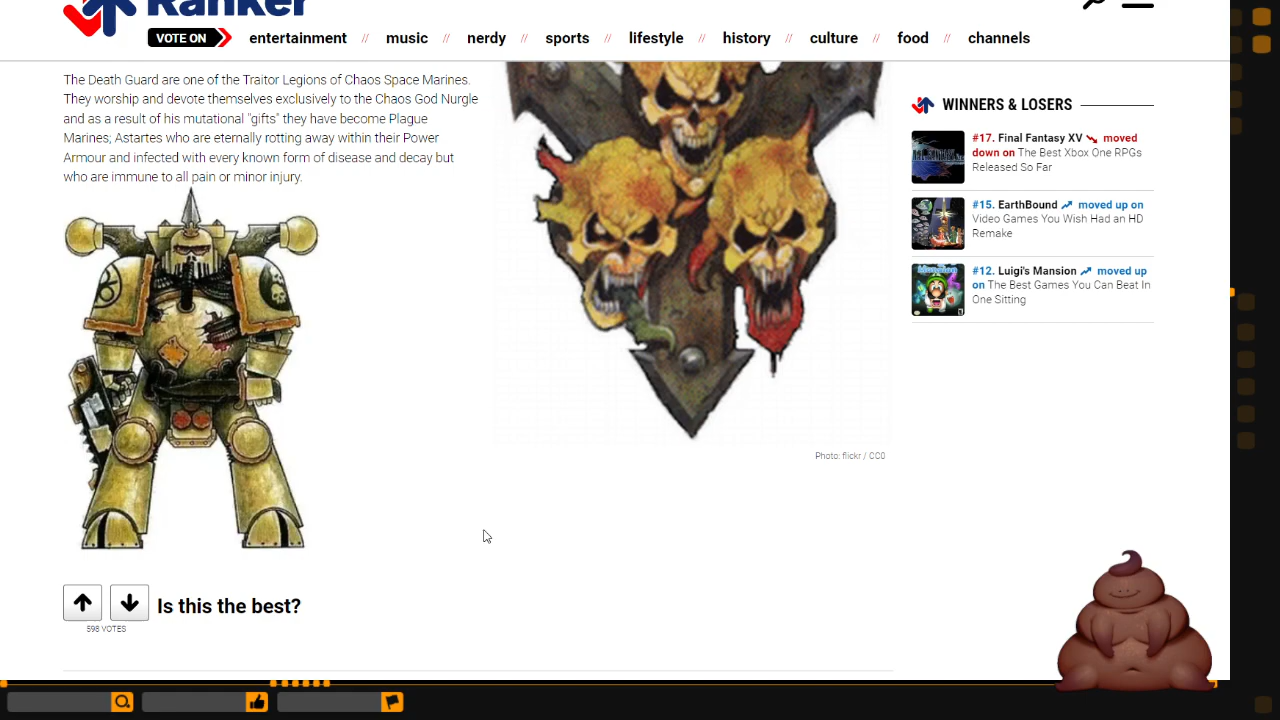 Ranker
VOTE ON
entertainment // music // nerdy // sports // lifestyle // history // culture // food // channels
The Death Guard are one of the Traitor Legions of Chaos Space Marines.
They worship and devote themselves exclusively to the Chaos God Nurgle
and as a result of his mutational "gifts" they have become Plague
Marines; Astartes who are eternally rotting away within their Power
Armour and infected with every known form of disease and decay but
who are immune to all pain or minor injury.
Photo: flickr / CC0
Is this the best?
598 VOTES
WINNERS & LOSERS
#17. Final Fantasy XV moved
down on The Best Xbox One RPGs
Released So Far
#15. EarthBound moved up on
Video Games You Wish Had an HD
Remake
#12. Luigi's Mansion moved up
on The Best Games You Can Beat In
One Sitting